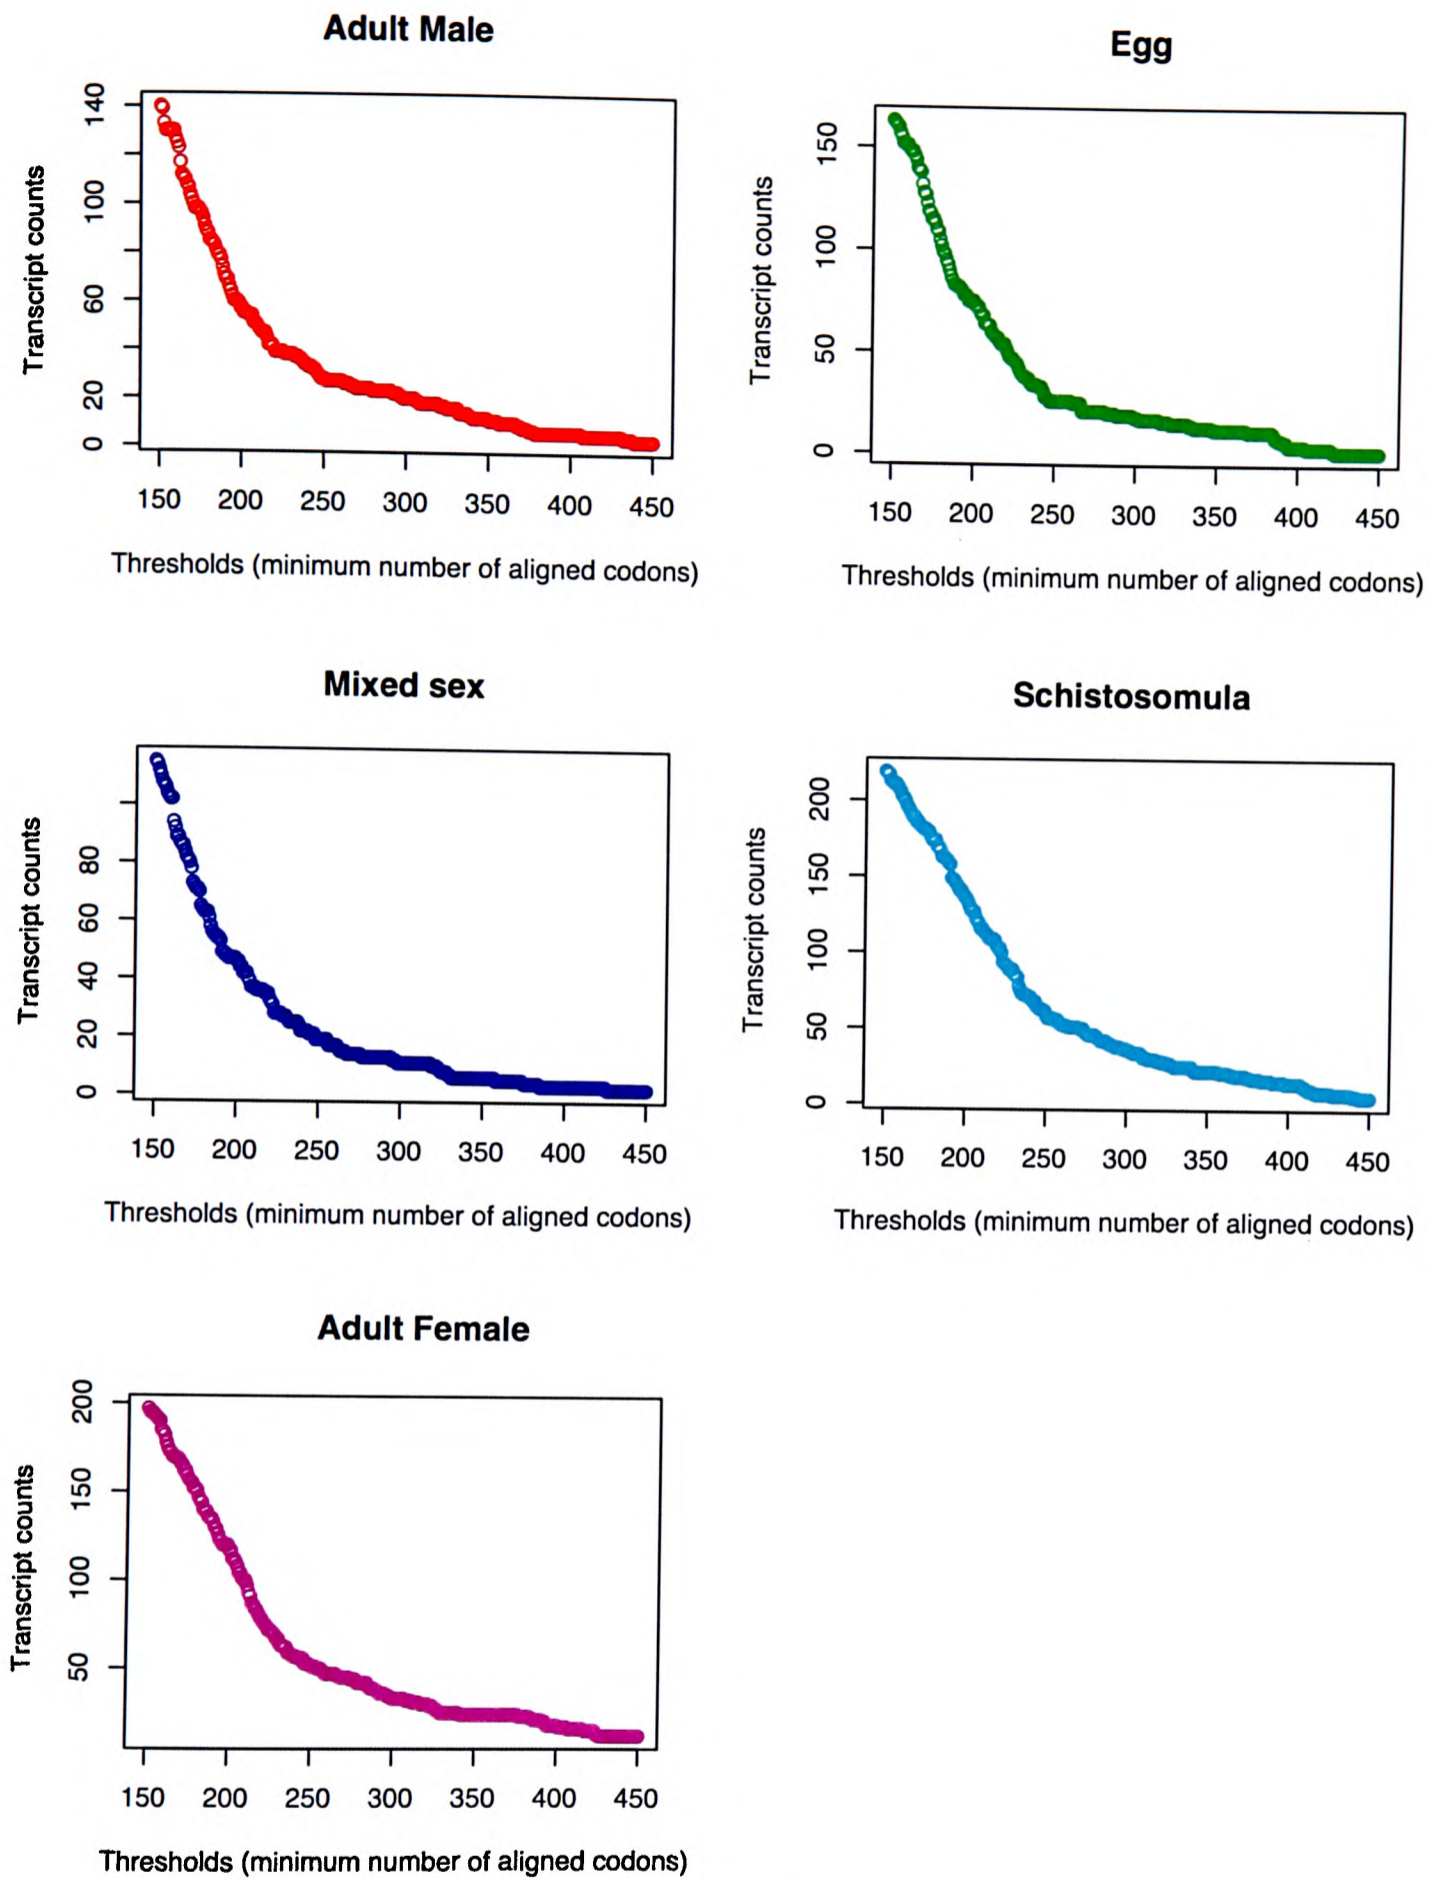 Adult Male
Transcript counts
140
100
60
20
0
150 200 250 300 350 400 450
Thresholds (minimum number of aligned codons)
Egg
Transcript counts
150
100
50
0
150 200 250 300 350 400 450
Thresholds (minimum number of aligned codons)
Mixed sex
Transcript counts
80
60
40
20
0
150 200 250 300 350 400 450
Thresholds (minimum number of aligned codons)
Schistosomula
Transcript counts
200
150
100
50
0
150 200 250 300 350 400 450
Thresholds (minimum number of aligned codons)
Adult Female
Transcript counts
200
150
100
50
150 200 250 300 350 400 450
Thresholds (minimum number of aligned codons)